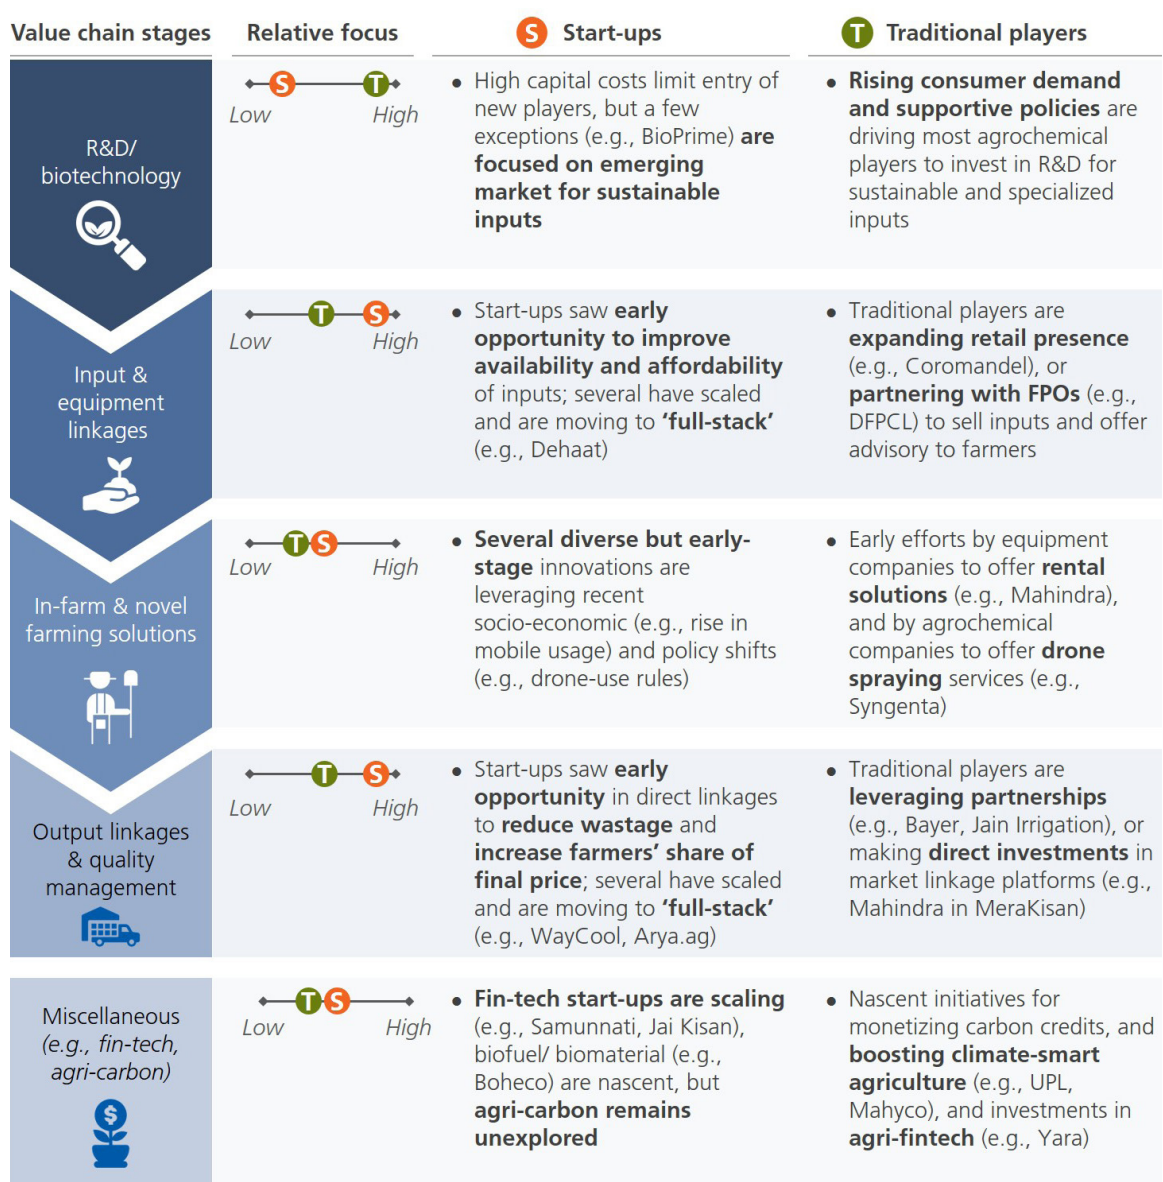 Value chain stages
Relative focus
S Start-ups
T Traditional players
R&D/
biotechnology
S T
Low High
• High capital costs limit entry of
new players, but a few
exceptions (e.g., BioPrime) are
focused on emerging
market for sustainable
inputs
• Rising consumer demand
and supportive policies are
driving most agrochemical
players to invest in R&D for
sustainable and specialized
inputs
Input &
equipment
linkages
T S
Low High
• Start-ups saw early
opportunity to improve
availability and affordability
of inputs; several have scaled
and are moving to ‘full-stack’
(e.g., Dehaat)
• Traditional players are
expanding retail presence
(e.g., Coromandel), or
partnering with FPOs (e.g.,
DFPCL) to sell inputs and offer
advisory to farmers
In-farm & novel
farming solutions
T S
Low High
• Several diverse but early-
stage innovations are
leveraging recent
socio-economic (e.g., rise in
mobile usage) and policy shifts
(e.g., drone-use rules)
• Early efforts by equipment
companies to offer rental
solutions (e.g., Mahindra),
and by agrochemical
companies to offer drone
spraying services (e.g.,
Syngenta)
Output linkages
& quality
management
T S
Low High
• Start-ups saw early
opportunity in direct linkages
to reduce wastage and
increase farmers’ share of
final price; several have scaled
and are moving to ‘full-stack’
(e.g., WayCool, Arya.ag)
• Traditional players are
leveraging partnerships
(e.g., Bayer, Jain Irrigation), or
making direct investments in
market linkage platforms (e.g.,
Mahindra in MeraKisan)
Miscellaneous
(e.g., fin-tech,
agri-carbon)
$
T S
Low High
• Fin-tech start-ups are scaling
(e.g., Samunnati, Jai Kisan),
biofuel/ biomaterial (e.g.,
Boheco) are nascent, but
agri-carbon remains
unexplored
• Nascent initiatives for
monetizing carbon credits, and
boosting climate-smart
agriculture (e.g., UPL,
Mahyco), and investments in
agri-fintech (e.g., Yara)